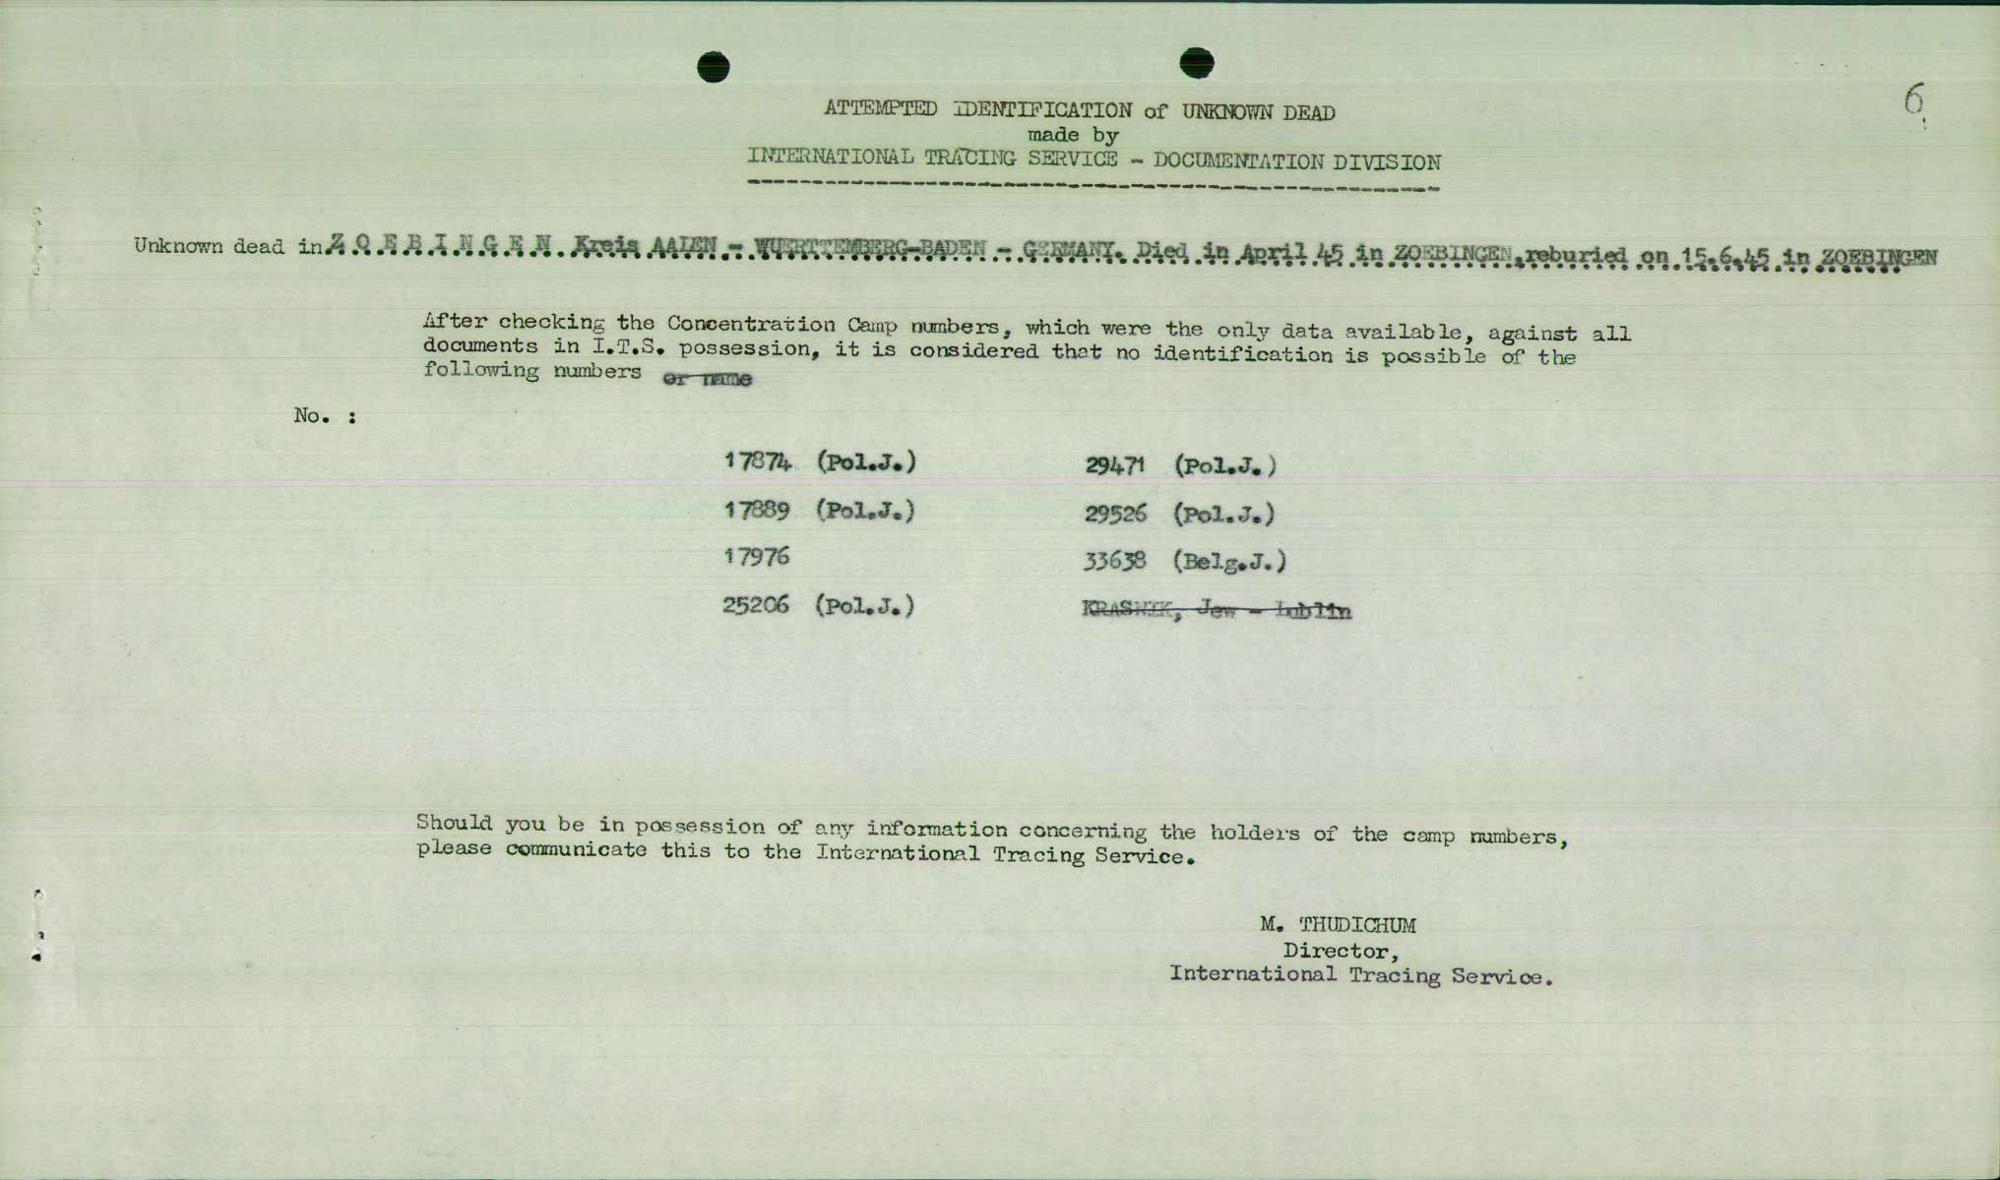 6
ATTEMPTED IDENTIFICATION of UNKNOWN DEAD
made by
INTERNATIONAL TRACING SERVICE - DOCUMENTATION DIVISION
Unknown dead in Z O E B I N G E N Kreis AALEN - WUERTTEMBERG-BADEN - GERMANY. Died in April 45 in ZOEBINGEN, reburied on 15.6.45 in ZOEBINGEN
After checking the Concentration Camp numbers, which were the only data available, against all
documents in I.T.S. possession, it is considered that no identification is possible of the
following numbers or name
No. :
17874 (Pol.J.) 29471 (Pol.J.)
17889 (Pol.J.) 29526 (Pol.J.)
17976 33638 (Belg.J.)
25206 (Pol.J.) KRASNIK, Jew - Lublin
Should you be in possession of any information concerning the holders of the camp numbers,
please communicate this to the International Tracing Service.
M. THUDICHUM
Director,
International Tracing Service.